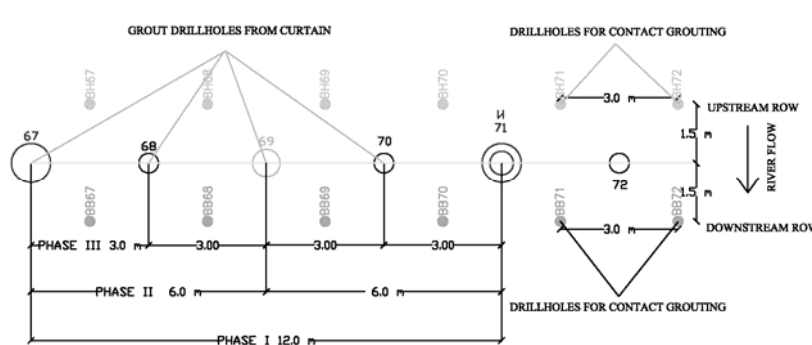 GROUT DRILLHOLES FROM CURTAIN
DRILLHOLES FOR CONTACT GROUTING
BH67
BH68
BH69
BH70
BH71
BH72
3.0 m
UPSTREAM ROW
67
68
69
70
И
71
72
1.5 m
1.5 m
RIVER FLOW
BB67
BB68
BB69
BB70
BB71
BB72
3.0 m
DOWNSTREAM ROW
PHASE III 3.0 m
3.00
3.00
3.00
PHASE II 6.0 m
6.0 m
DRILLHOLES FOR CONTACT GROUTING
PHASE I 12.0 m